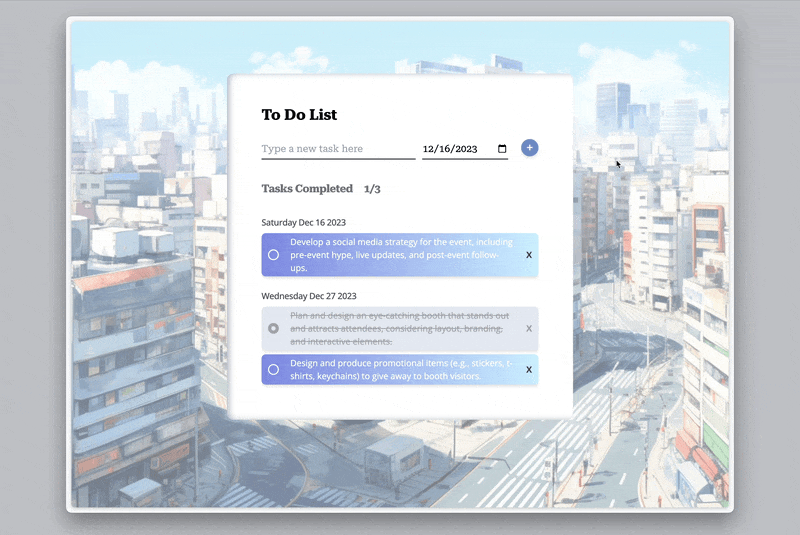 To Do List
Type a new task here
12/16/2023
+
Tasks Completed 1/3
Saturday Dec 16 2023
Develop a social media strategy for the event, including
pre-event hype, live updates, and post-event follow-
ups.
X
Wednesday Dec 27 2023
Plan and design an eye-catching booth that stands out
and attracts attendees, considering layout, branding,
and interactive elements.
X
Design and produce promotional items (e.g., stickers, t-
shirts, keychains) to give away to booth visitors.
X